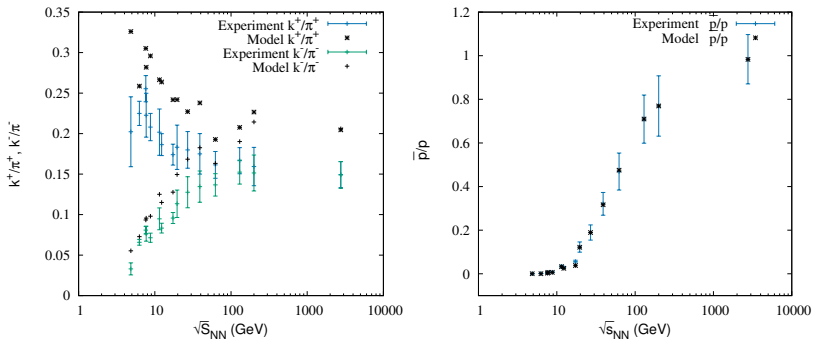 0.35
0.3
0.25
0.2
0.15
0.1
0.05
0
k⁺/π⁺, k⁻/π⁻
Experiment k⁺/π⁺
Model k⁺/π⁺
Experiment k⁻/π⁻
Model k⁻/π⁻
1 10 100 1000 10000
√S̅NN (GeV)
1.2
1
0.8
0.6
0.4
0.2
0
p̅/p
Experiment p̅/p
Model p̅/p
1 10 100 1000 10000
√s̅NN (GeV)